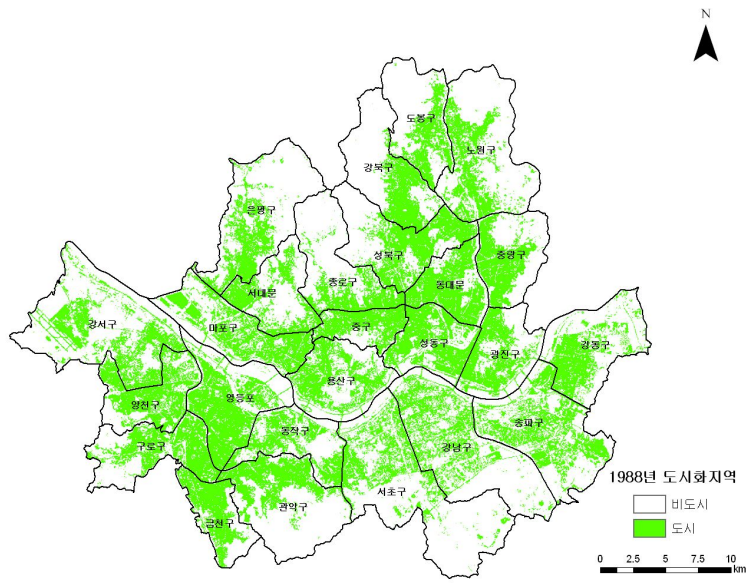 N
도봉구
노원구
강북구
은평구
성북구
중랑구
종로구
동대문
서대문
강서구
마포구
중구
성동구
광진구
강동구
용산구
양천구
영등포
동작구
송파구
강남구
구로구
서초구
관악구
금천구
1988년 도시화지역
비도시
도시
0 2.5 5 7.5 10
km